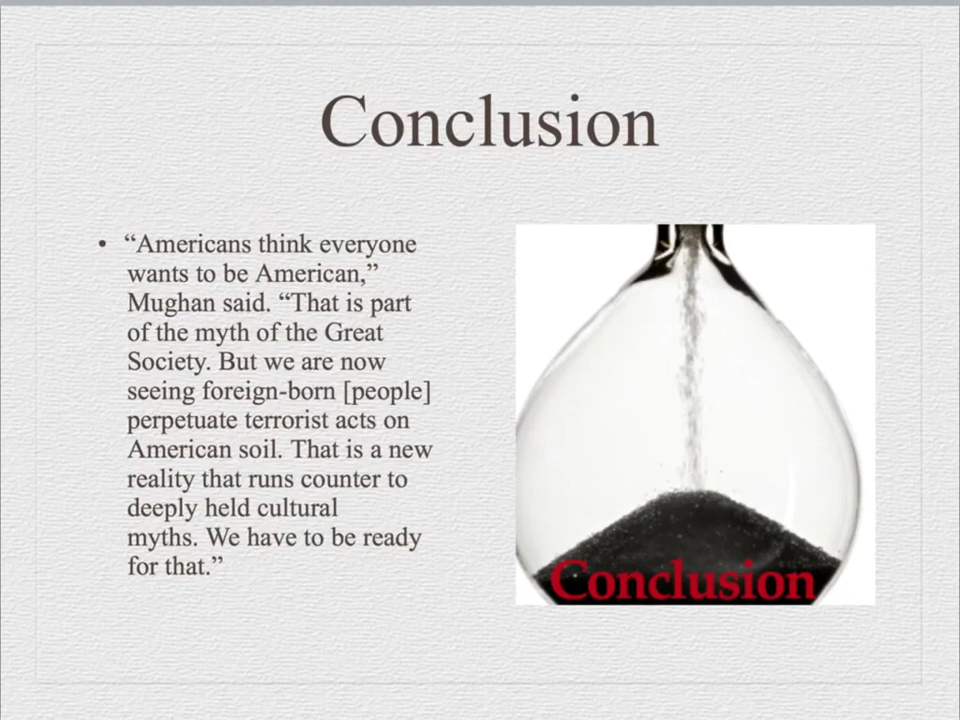 Conclusion
• “Americans think everyone
wants to be American,”
Mughan said. “That is part
of the myth of the Great
Society. But we are now
seeing foreign-born [people]
perpetuate terrorist acts on
American soil. That is a new
reality that runs counter to
deeply held cultural
myths. We have to be ready
for that.”
Conclusion